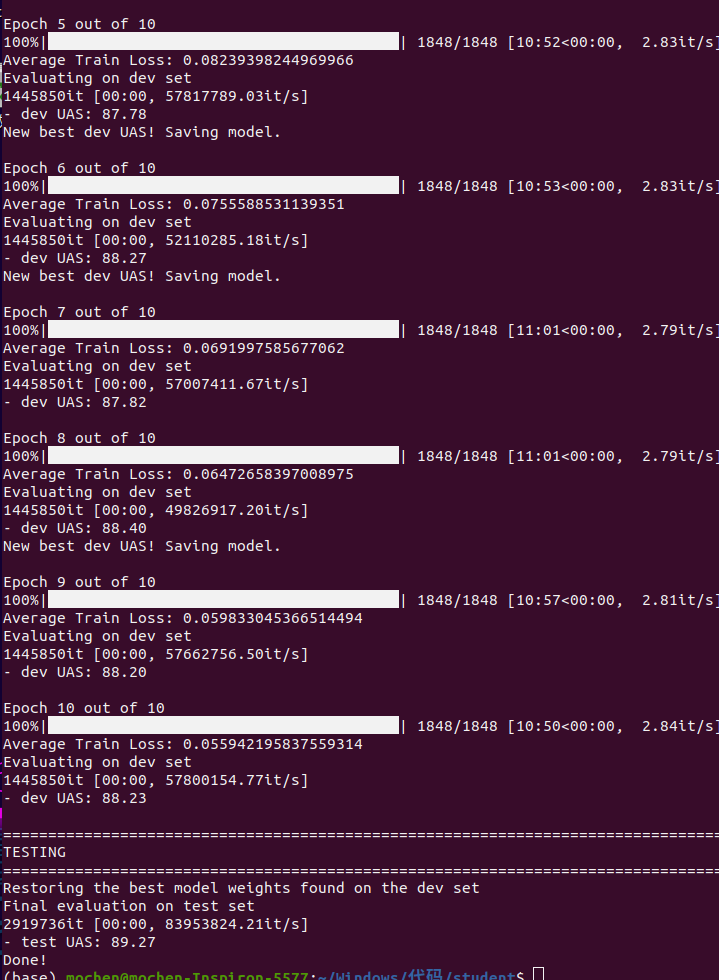 Epoch 5 out of 10
100%|| 1848/1848 [10:52<00:00,  2.83it/s]
Average Train Loss: 0.08239398244969966
Evaluating on dev set
1445850it [00:00, 57817789.03it/s]
- dev UAS: 87.78
New best dev UAS! Saving model.
Epoch 6 out of 10
100%|| 1848/1848 [10:53<00:00,  2.83it/s]
Average Train Loss: 0.0755588531139351
Evaluating on dev set
1445850it [00:00, 52110285.18it/s]
- dev UAS: 88.27
New best dev UAS! Saving model.
Epoch 7 out of 10
100%|| 1848/1848 [11:01<00:00,  2.79it/s]
Average Train Loss: 0.0691997585677062
Evaluating on dev set
1445850it [00:00, 57007411.67it/s]
- dev UAS: 87.82
Epoch 8 out of 10
100%|| 1848/1848 [11:01<00:00,  2.79it/s]
Average Train Loss: 0.06472658397008975
Evaluating on dev set
1445850it [00:00, 49826917.20it/s]
- dev UAS: 88.40
New best dev UAS! Saving model.
Epoch 9 out of 10
100%|| 1848/1848 [10:57<00:00,  2.81it/s]
Average Train Loss: 0.059833045366514494
Evaluating on dev set
1445850it [00:00, 57662756.50it/s]
- dev UAS: 88.20
Epoch 10 out of 10
100%|| 1848/1848 [10:50<00:00,  2.84it/s]
Average Train Loss: 0.055942195837559314
Evaluating on dev set
1445850it [00:00, 57800154.77it/s]
- dev UAS: 88.23
================================================================================
TESTING
================================================================================
Restoring the best model weights found on the dev set
Final evaluation on test set
2919736it [00:00, 83953824.21it/s]
- test UAS: 89.27
Done!
(base) mochen@mochen-Inspiron-5577:~/Windows/代码/student$